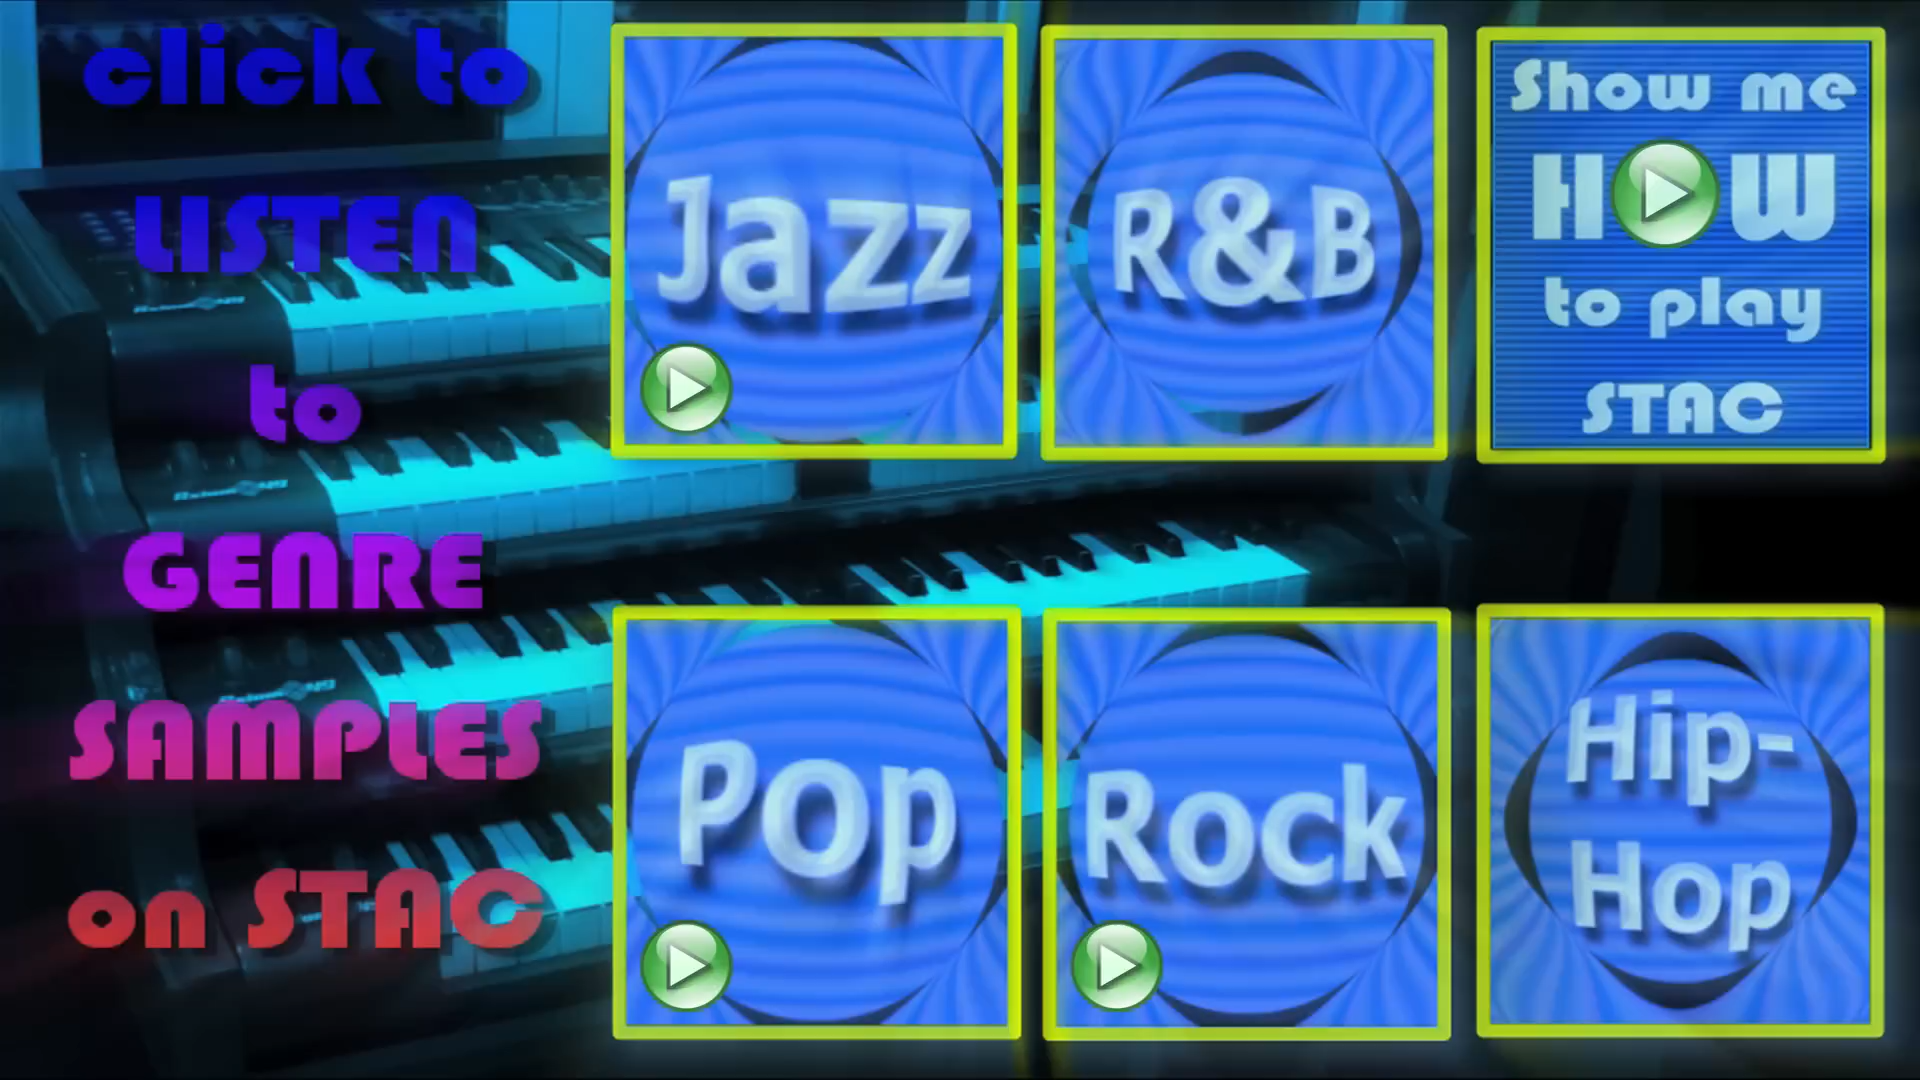 click to
LISTEN
to
GENRE
SAMPLES
on STAC
Jazz
R&B
Show me
HOW
to play
STAC
Pop
Rock
Hip-
Hop